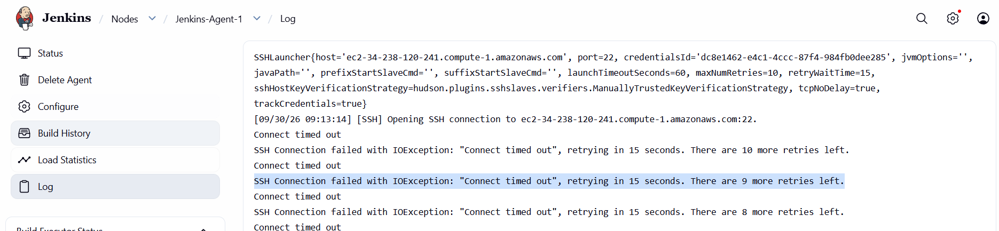 Jenkins / Nodes / Jenkins-Agent-1 / Log
Status
Delete Agent
Configure
Build History
Load Statistics
Log
SSHLauncher{host='ec2-34-238-120-241.compute-1.amazonaws.com', port=22, credentialsId='dc8e1462-e4c1-4ccc-87f4-984fb0dee285', jvmOptions='',
javaPath='', prefixStartSlaveCmd='', suffixStartSlaveCmd='', launchTimeoutSeconds=60, maxNumRetries=10, retryWaitTime=15,
sshHostKeyVerificationStrategy=hudson.plugins.sshslaves.verifiers.ManuallyTrustedKeyVerificationStrategy, tcpNoDelay=true,
trackCredentials=true}
[09/30/26 09:13:14] [SSH] Opening SSH connection to ec2-34-238-120-241.compute-1.amazonaws.com:22.
Connect timed out
SSH Connection failed with IOException: "Connect timed out", retrying in 15 seconds. There are 10 more retries left.
Connect timed out
SSH Connection failed with IOException: "Connect timed out", retrying in 15 seconds. There are 9 more retries left.
Connect timed out
SSH Connection failed with IOException: "Connect timed out", retrying in 15 seconds. There are 8 more retries left.
Connect timed out
Build Executor Status